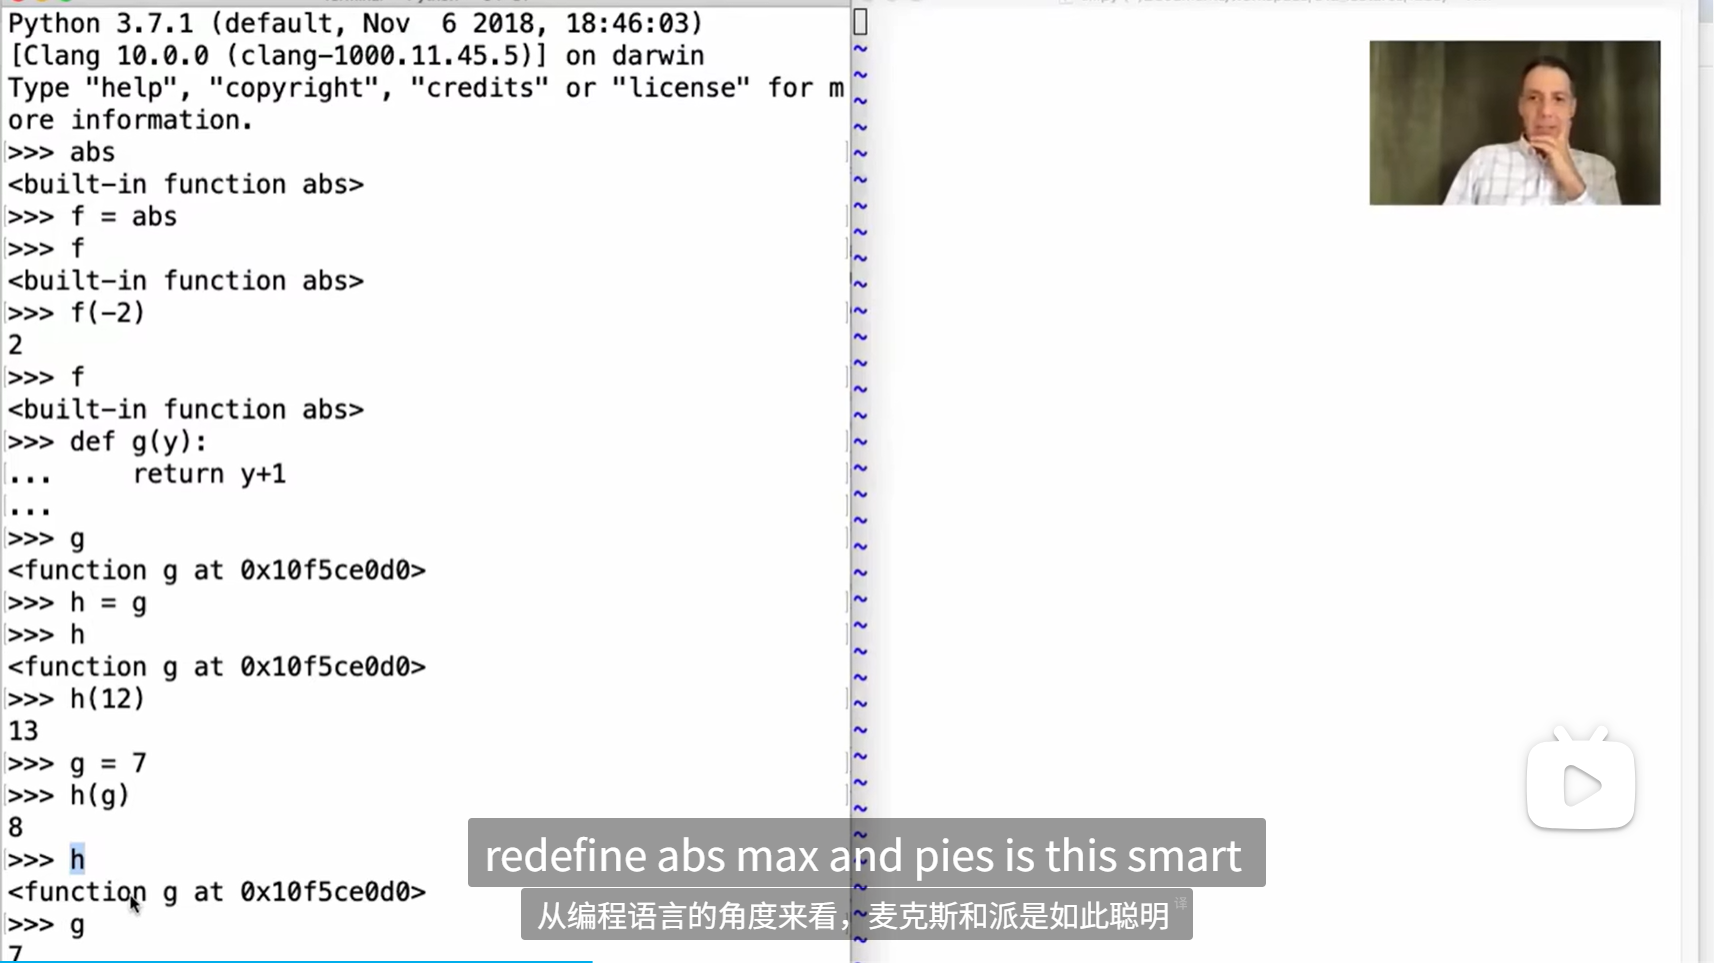 Python 3.7.1 (default, Nov  6 2018, 18:46:03)
[Clang 10.0.0 (clang-1000.11.45.5)] on darwin
Type "help", "copyright", "credits" or "license" for m
ore information.
>>> abs
<built-in function abs>
>>> f = abs
>>> f
<built-in function abs>
>>> f(-2)
2
>>> f
<built-in function abs>
>>> def g(y):
...     return y+1
...
>>> g
<function g at 0x10f5ce0d0>
>>> h = g
>>> h
<function g at 0x10f5ce0d0>
>>> h(12)
13
>>> g = 7
>>> h(g)
8
>>> h
<function g at 0x10f5ce0d0>
>>> g
7
redefine abs max and pies is this smart
从编程语言的角度来看，麦克斯和派是如此聪明
译